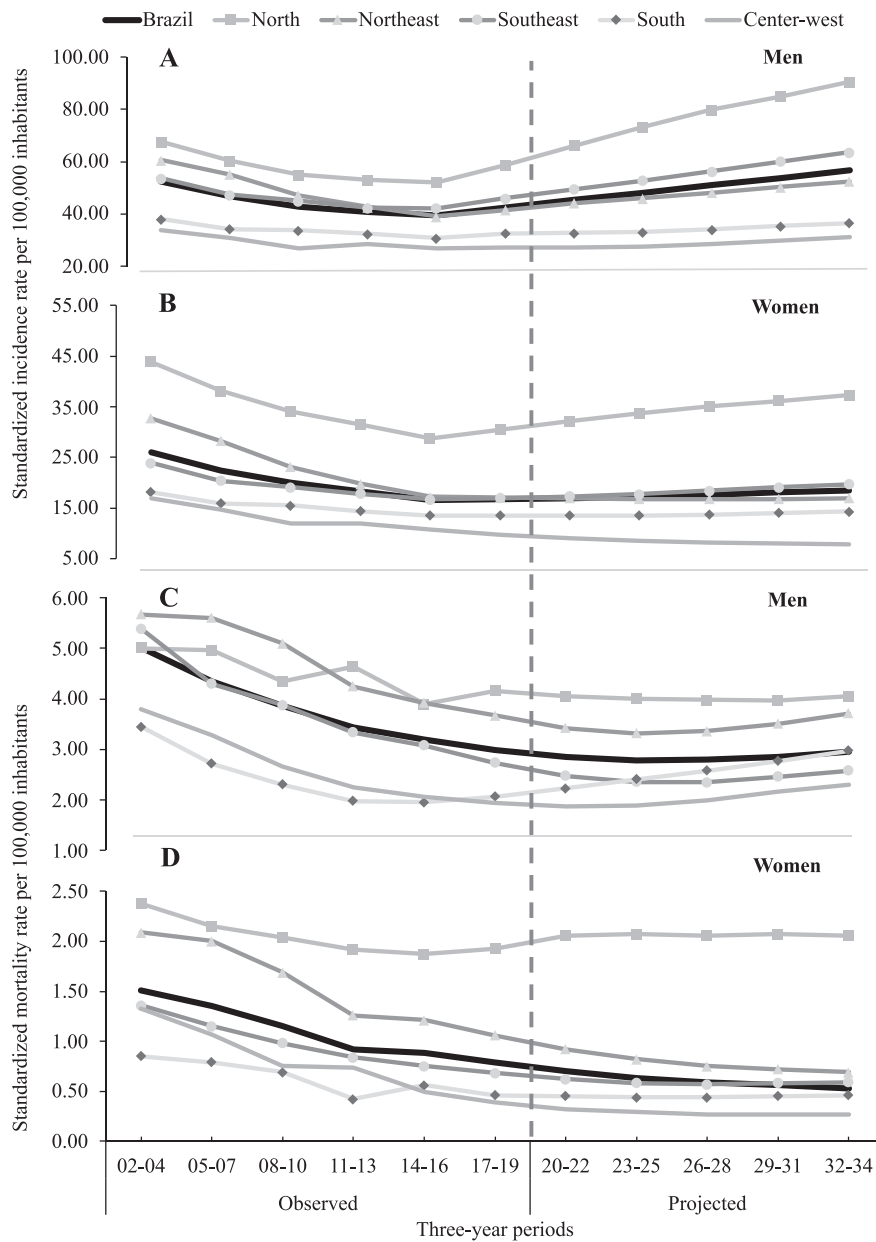 Brazil North Northeast Southeast South Center-west
Standardized incidence rate per 100,000 inhabitants
A
Men
100.00
80.00
60.00
40.00
20.00
B
Women
55.00
45.00
35.00
25.00
15.00
5.00
Standardized mortality rate per 100,000 inhabitants
C
Men
6.00
5.00
4.00
3.00
2.00
1.00
D
Women
2.50
2.00
1.50
1.00
0.50
0.00
02-04 05-07 08-10 11-13 14-16 17-19 20-22 23-25 26-28 29-31 32-34
Observed Projected
Three-year periods